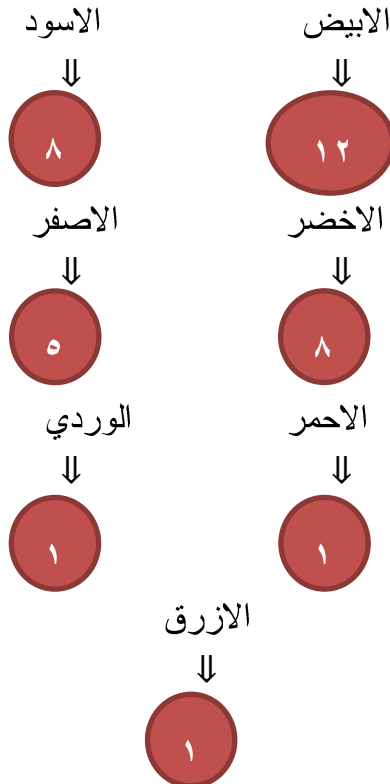 الابيض الاسود
⇓ ⇓
١٢ ٨
الاخضر الاصفر
⇓ ⇓
٨ ٥
الاحمر الوردي
⇓ ⇓
١ ١
الازرق
⇓
١